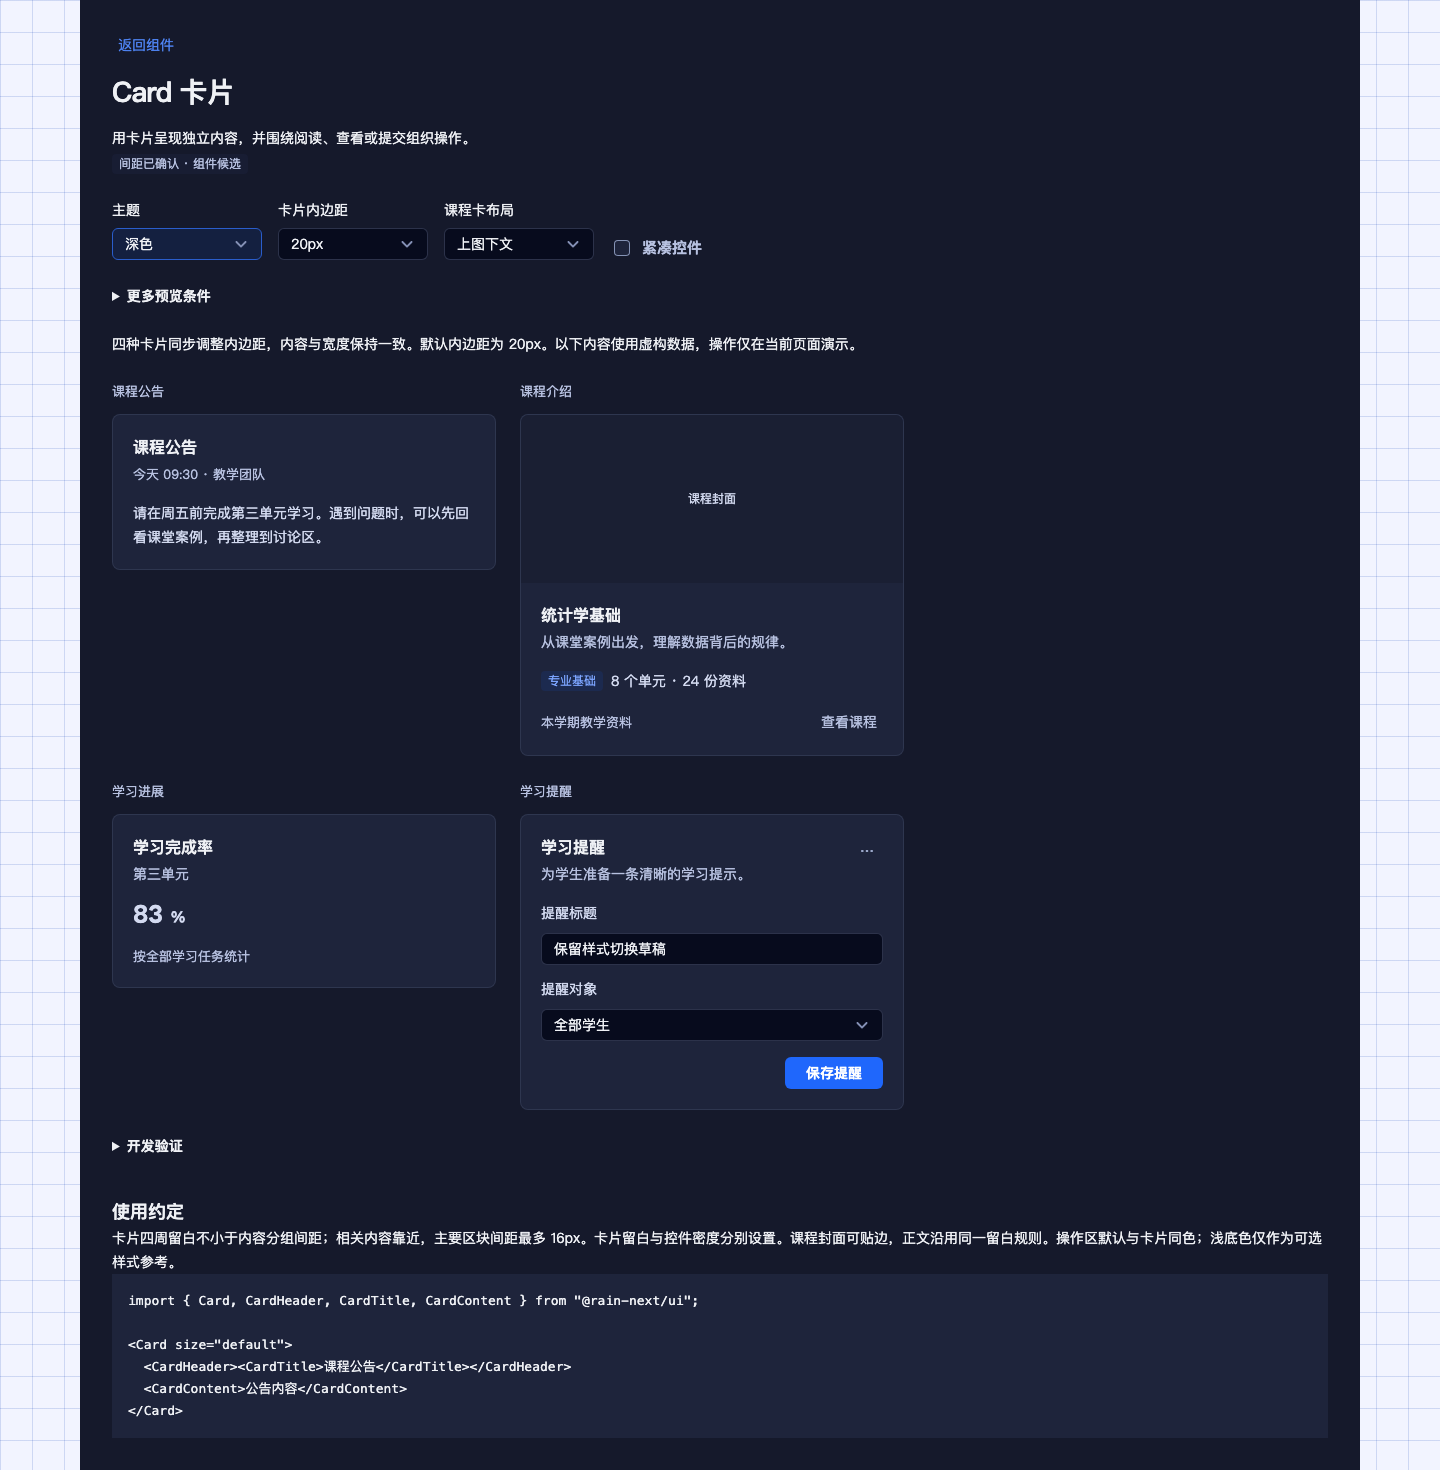 返回组件
Card 卡片
用卡片呈现独立内容，并围绕阅读、查看或提交组织操作。
间距已确认 · 组件候选
主题
卡片内边距
课程卡布局
深色
20px
上图下文
紧凑控件
更多预览条件
四种卡片同步调整内边距，内容与宽度保持一致。默认内边距为 20px。以下内容使用虚构数据，操作仅在当前页面演示。
课程公告
课程公告
今天 09:30 · 教学团队
请在周五前完成第三单元学习。遇到问题时，可以先回
看课堂案例，再整理到讨论区。
课程介绍
课程封面
统计学基础
从课堂案例出发，理解数据背后的规律。
专业基础 8 个单元 · 24 份资料
本学期教学资料
查看课程
学习进展
学习完成率
第三单元
83 %
按全部学习任务统计
学习提醒
学习提醒
...
为学生准备一条清晰的学习提示。
提醒标题
保留样式切换草稿
提醒对象
全部学生
保存提醒
开发验证
使用约定
卡片四周留白不小于内容分组间距；相关内容靠近，主要区块间距最多 16px。卡片留白与控件密度分别设置。课程封面可贴边，正文沿用同一留白规则。操作区默认与卡片同色；浅底色仅作为可选
样式参考。
import { Card, CardHeader, CardTitle, CardContent } from "@rain-next/ui";
<Card size="default">
  <CardHeader><CardTitle>课程公告</CardTitle></CardHeader>
  <CardContent>公告内容</CardContent>
</Card>